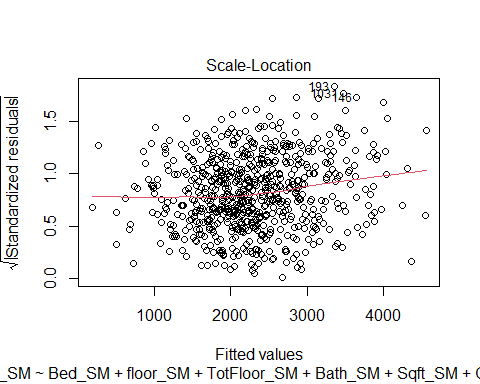 Scale-Location
√|Standardized residuals|
0.0 0.5 1.0 1.5
193
1031
146
1000 2000 3000 4000
Fitted values
_SM ~ Bed_SM + floor_SM + TotFloor_SM + Bath_SM + Sqft_SM +